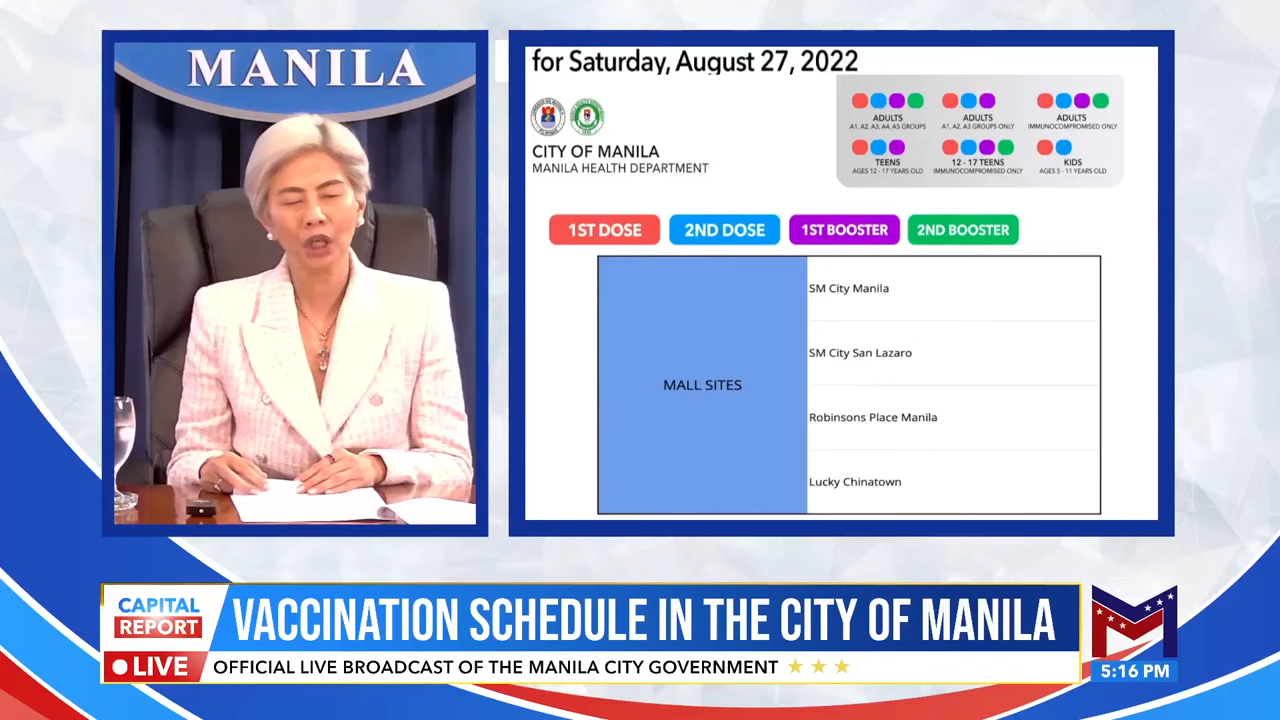 MANILA
for Saturday, August 27, 2022
CITY OF MANILA
MANILA HEALTH DEPARTMENT
ADULTS
A1, A2, A3, A4, A5 GROUPS
ADULTS
A1, A2, A3 GROUPS ONLY
ADULTS
IMMUNOCOMPROMISED ONLY
TEENS
AGES 12 - 17 YEARS OLD
12 - 17 TEENS
IMMUNOCOMPROMISED ONLY
KIDS
AGES 5 - 11 YEARS OLD
1ST DOSE
2ND DOSE
1ST BOOSTER
2ND BOOSTER
MALL SITES
SM City Manila
SM City San Lazaro
Robinsons Place Manila
Lucky Chinatown
CAPITAL
REPORT
VACCINATION SCHEDULE IN THE CITY OF MANILA
LIVE
OFFICIAL LIVE BROADCAST OF THE MANILA CITY GOVERNMENT
M
5:16 PM